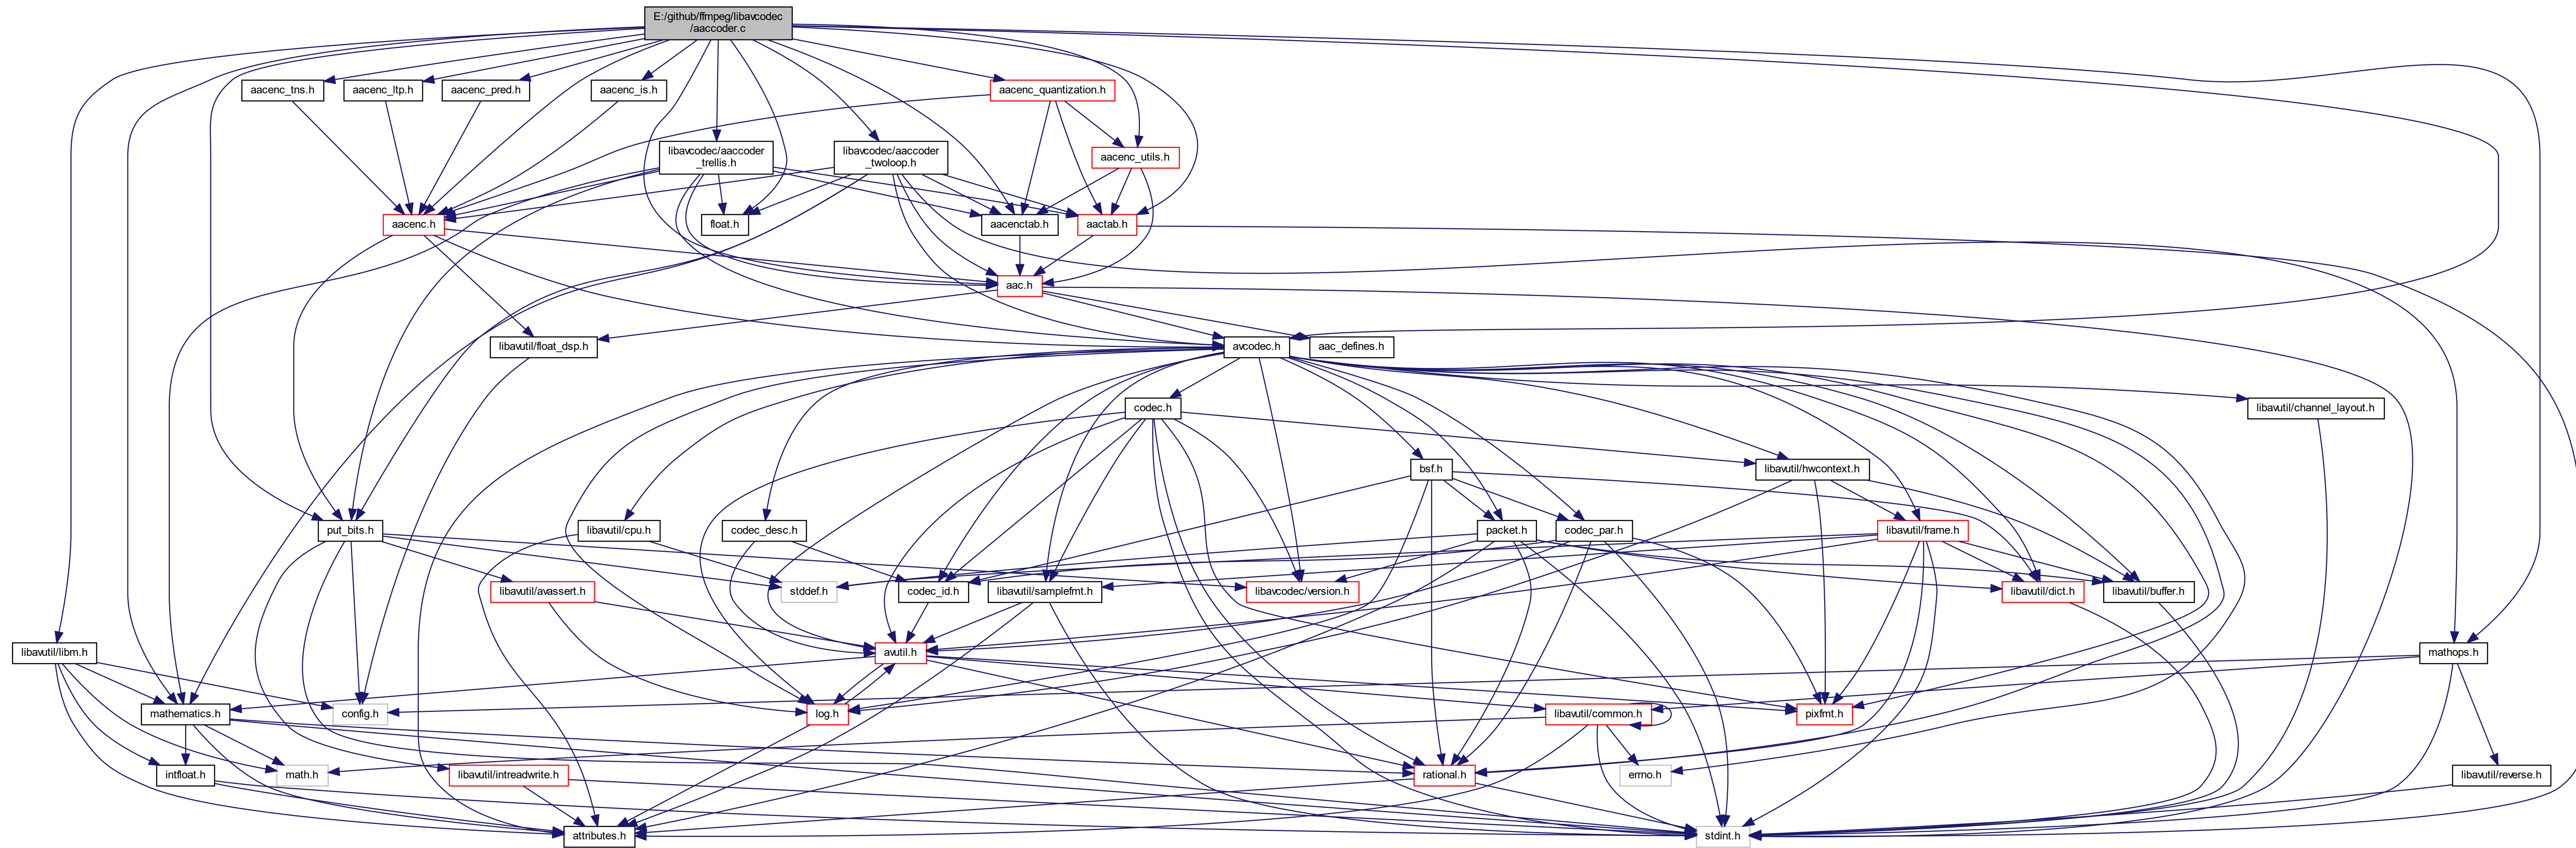 E:/github/ffmpeg/libavcodec
/aaccoder.c
aacenc_tns.h
aacenc_ltp.h
aacenc_pred.h
aacenc_is.h
aacenc_quantization.h
libavcodec/aaccoder
_trellis.h
libavcodec/aaccoder
_twoloop.h
aacenc_utils.h
aacenc.h
float.h
aacenctab.h
aactab.h
aac.h
libavutil/float_dsp.h
avcodec.h
aac_defines.h
codec.h
libavutil/channel_layout.h
bsf.h
libavutil/hwcontext.h
put_bits.h
libavutil/cpu.h
codec_desc.h
packet.h
codec_par.h
libavutil/frame.h
libavutil/avassert.h
stddef.h
codec_id.h
libavutil/samplefmt.h
libavcodec/version.h
libavutil/dict.h
libavutil/buffer.h
libavutil/libm.h
avutil.h
mathops.h
mathematics.h
config.h
log.h
libavutil/common.h
pixfmt.h
intfloat.h
math.h
libavutil/intreadwrite.h
rational.h
errno.h
libavutil/reverse.h
attributes.h
stdint.h